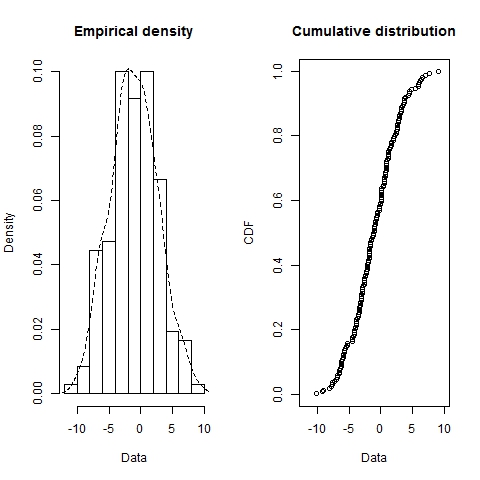 Empirical density
Density
0.00 0.02 0.04 0.06 0.08 0.10
-10 -5 0 5 10
Data
Cumulative distribution
CDF
0.0 0.2 0.4 0.6 0.8 1.0
-10 -5 0 5 10
Data